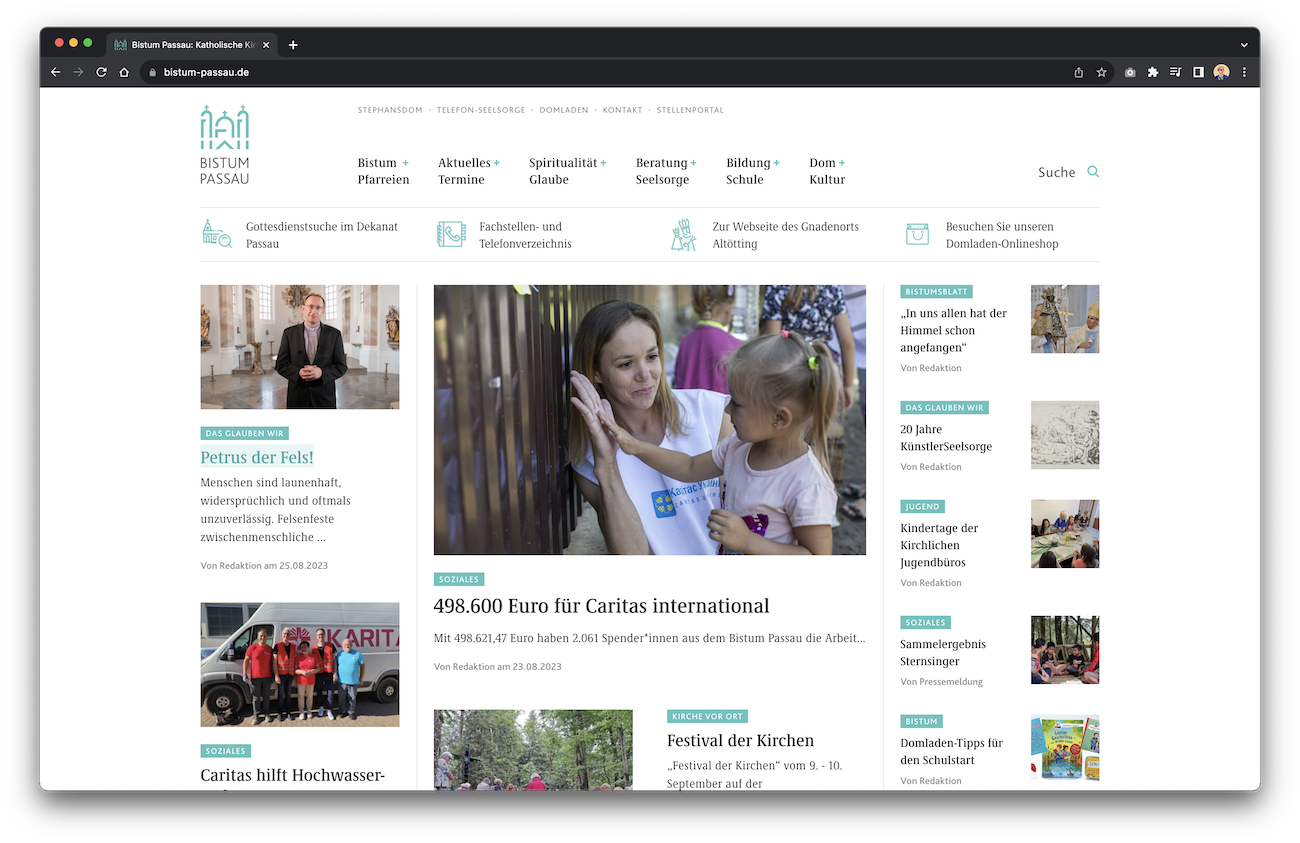 Bistum Passau: Katholische Ki
bistum-passau.de
BISTUM
PASSAU
STEPHANSDOM · TELEFON-SEELSORGE · DOMLADEN · KONTAKT · STELLENPORTAL
Bistum +
Pfarreien
Aktuelles +
Termine
Spiritualität +
Glaube
Beratung +
Seelsorge
Bildung +
Schule
Dom +
Kultur
Suche
Gottesdienstsuche im Dekanat
Passau
Fachstellen- und
Telefonverzeichnis
Zur Webseite des Gnadenorts
Altötting
Besuchen Sie unseren
Domladen-Onlineshop
DAS GLAUBEN WIR
Petrus der Fels!
Menschen sind launenhaft,
widersprüchlich und oftmals
unzuverlässig. Felsenfeste
zwischenmenschliche ...
Von Redaktion am 25.08.2023
KARIT
SOZIALES
Caritas hilft Hochwasser-
CARITAS
SOZIALES
498.600 Euro für Caritas international
Mit 498.621,47 Euro haben 2.061 Spender*innen aus dem Bistum Passau die Arbeit...
Von Redaktion am 23.08.2023
KIRCHE VOR ORT
Festival der Kirchen
„Festival der Kirchen“ vom 9. - 10.
September auf der
BISTUMSBLATT
„In uns allen hat der
Himmel schon
angefangen“
Von Redaktion
DAS GLAUBEN WIR
20 Jahre
KünstlerSeelsorge
Von Redaktion
JUGEND
Kindertage der
Kirchlichen
Jugendbüros
Von Redaktion
SOZIALES
Sammelergebnis
Sternsinger
Von Pressemeldung
BISTUM
Domladen-Tipps für
den Schulstart
Von Redaktion